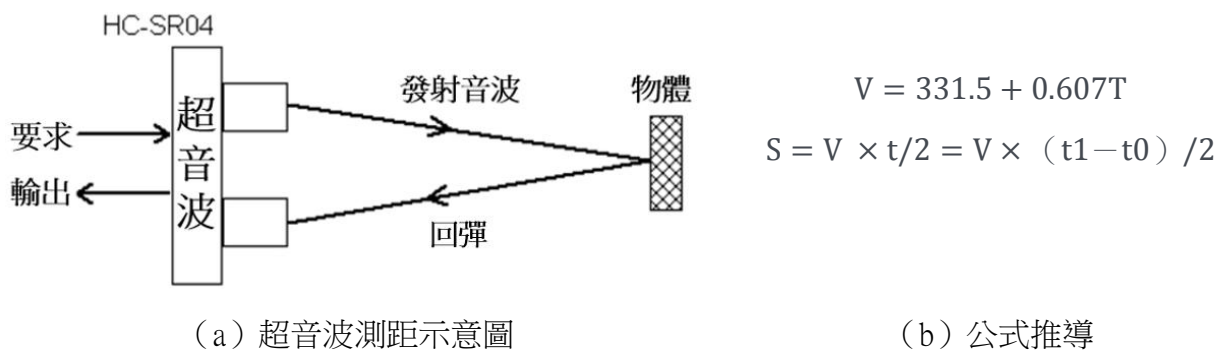 HC-SR04
超音波
要求
輸出
發射音波
回彈
物體
V = 331.5 + 0.607T
S = V × t/2 = V × （t1－t0）/2
（a）超音波測距示意圖
（b）公式推導